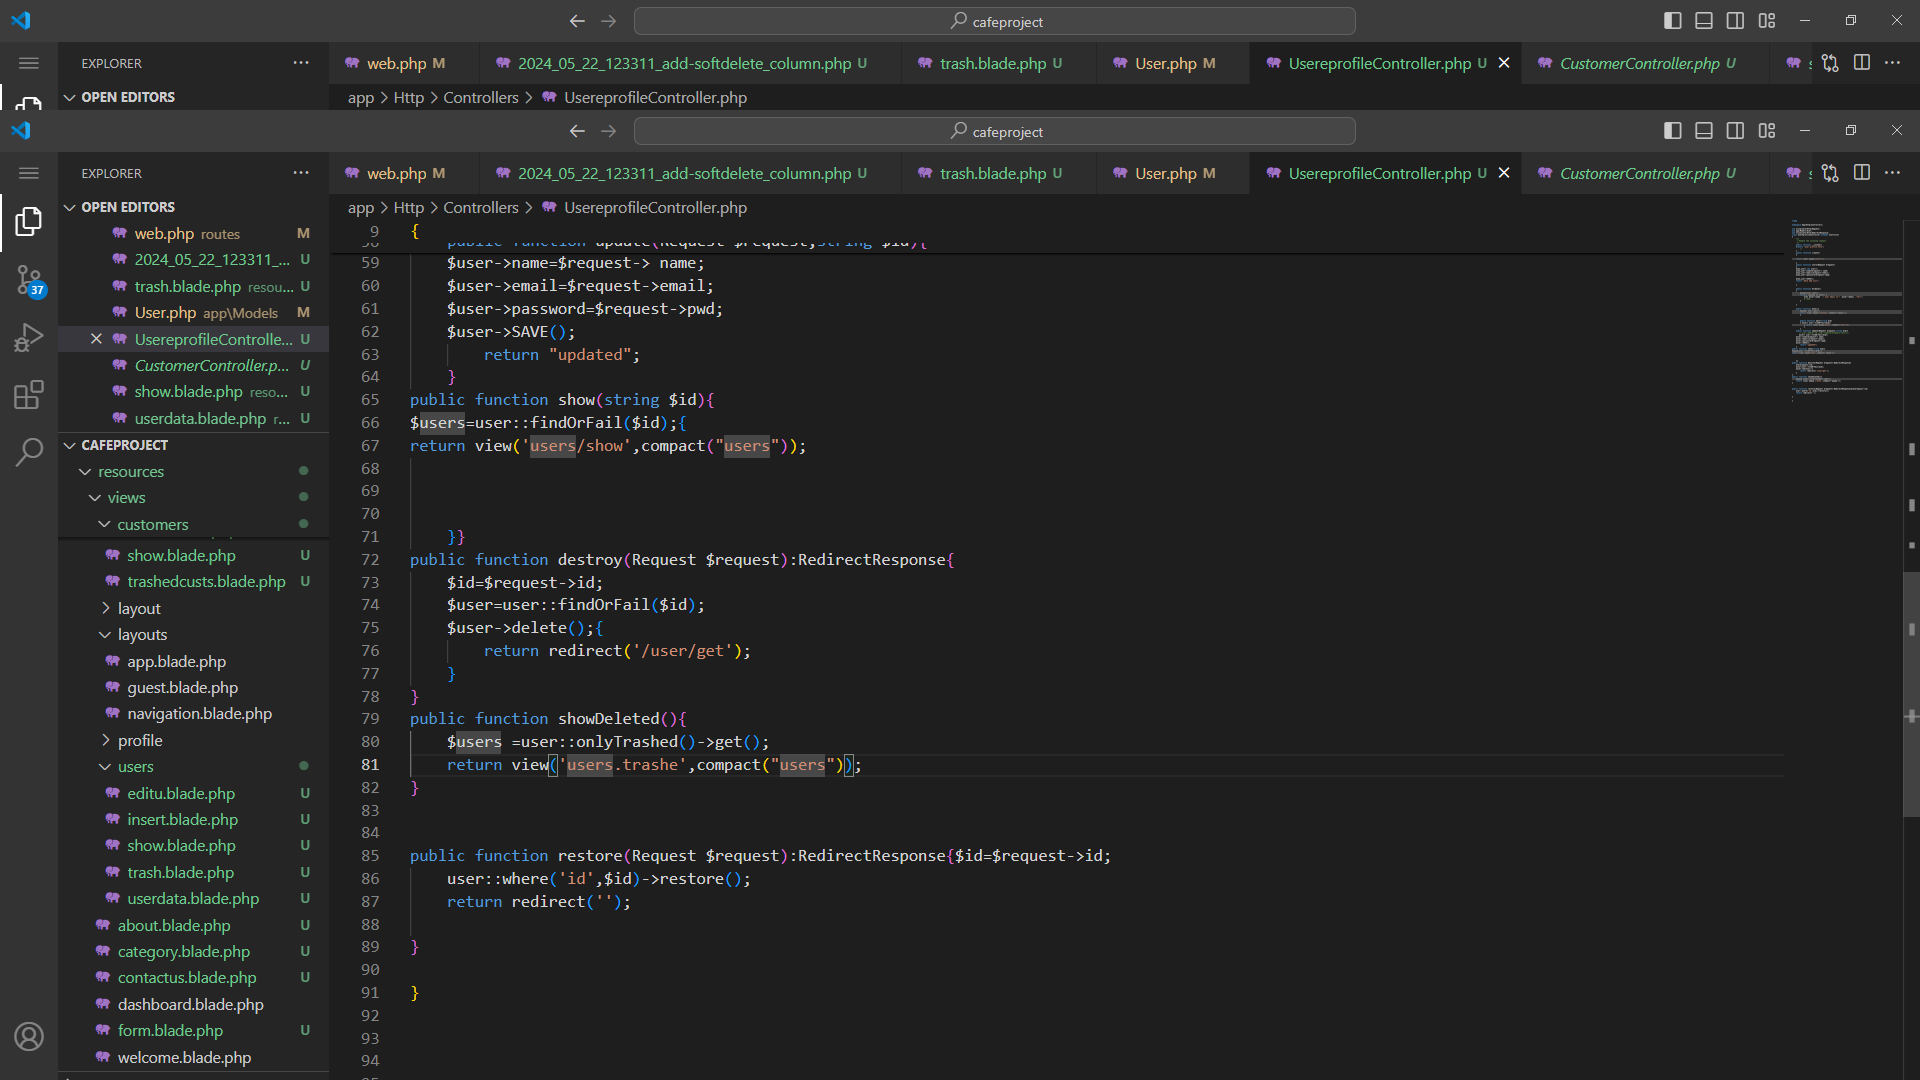 cafeproject
EXPLORER
web.php M
2024_05_22_123311_add-softdelete_column.php U
trash.blade.php U
User.php M
UsereprofileController.php U
CustomerController.php U
OPEN EDITORS
app > Http > Controllers > UsereprofileController.php
cafeproject
EXPLORER
web.php M
2024_05_22_123311_add-softdelete_column.php U
trash.blade.php U
User.php M
UsereprofileController.php U
CustomerController.php U
OPEN EDITORS
app > Http > Controllers > UsereprofileController.php
web.php routes M
2024_05_22_123311_... U
trash.blade.php resou... U
User.php app\Models M
UsereprofileControlle... U
CustomerController.p... U
show.blade.php reso... U
userdata.blade.php r... U
CAFEPROJECT
resources
views
customers
show.blade.php U
trashedcusts.blade.php U
layout
layouts
app.blade.php
guest.blade.php
navigation.blade.php
profile
users
editu.blade.php U
insert.blade.php U
show.blade.php U
trash.blade.php U
userdata.blade.php U
about.blade.php U
category.blade.php U
contactus.blade.php U
dashboard.blade.php
form.blade.php U
welcome.blade.php
37
9 {
public function update(Request $request,string $id){
59 $user->name=$request-> name;
60 $user->email=$request->email;
61 $user->password=$request->pwd;
62 $user->SAVE();
63 return "updated";
64 }
65 public function show(string $id){
66 $users=user::findOrFail($id);{
67 return view('users/show',compact("users"));
68
69
70
71 }}
72 public function destroy(Request $request):RedirectResponse{
73 $id=$request->id;
74 $user=user::findOrFail($id);
75 $user->delete();{
76 return redirect('/user/get');
77 }
78 }
79 public function showDeleted(){
80 $users =user::onlyTrashed()->get();
81 return view('users.trashe',compact("users"));
82 }
83
84
85 public function restore(Request $request):RedirectResponse{$id=$request->id;
86 user::where('id',$id)->restore();
87 return redirect('');
88
89 }
90
91 }
92
93
94